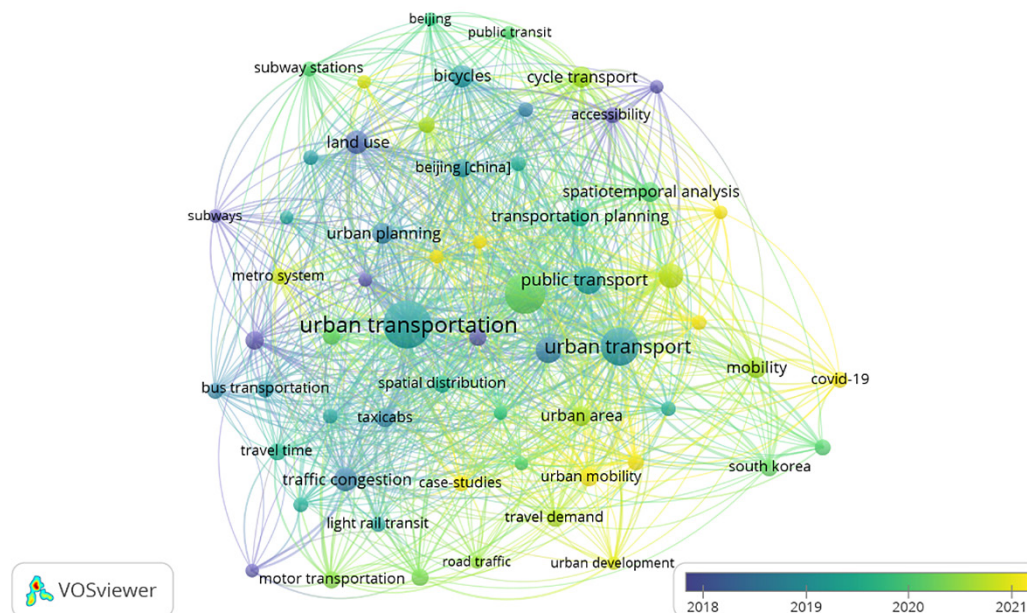 beijing
public transit
subway stations
bicycles
cycle transport
accessibility
land use
beijing [china]
spatiotemporal analysis
subways
transportation planning
urban planning
metro system
public transport
urban transportation
urban transport
mobility
covid-19
bus transportation
spatial distribution
taxicabs
urban area
travel time
south korea
traffic congestion
case-studies
urban mobility
light rail transit
travel demand
road traffic
urban development
motor transportation
VOSviewer
2018 2019 2020 2021